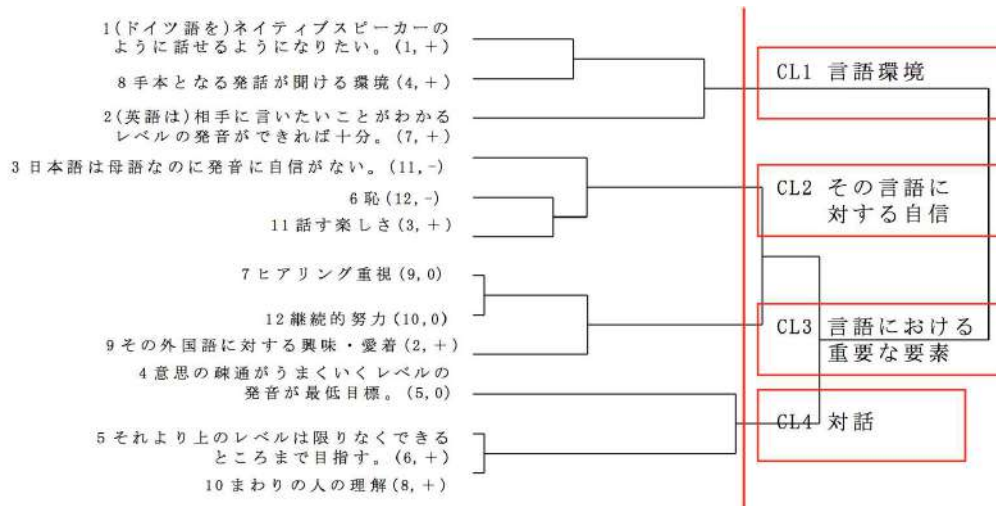 1(ドイツ語を)ネイティブスピーカーの
ように話せるようになりたい。(1,+)
8手本となる発話が聞ける環境(4,+)
2(英語は)相手に言いたいことがわかる
レベルの発音ができれば十分。(7,+)
3日本語は母語なのに発音に自信がない。(11,-)
6恥(12,-)
11話す楽しさ(3,+)
7ヒアリング重視(9,0)
12継続的努力(10,0)
9その外国語に対する興味・愛着(2,+)
4意思の疎通がうまくいくレベルの
発音が最低目標。(5,0)
5それより上のレベルは限りなくできる
ところまで目指す。(6,+)
10まわりの人の理解(8,+)
CL1 言語環境
CL2 その言語に
対する自信
CL3 言語における
重要な要素
CL4 対話